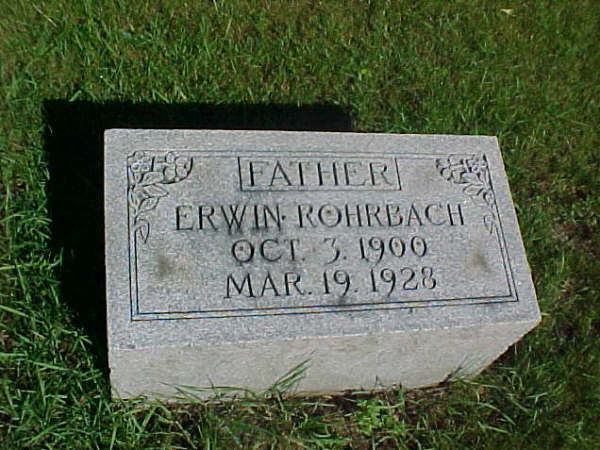 FATHER
ERWIN · ROHRBACH
OCT. 3. 1900
MAR. 19. 1928